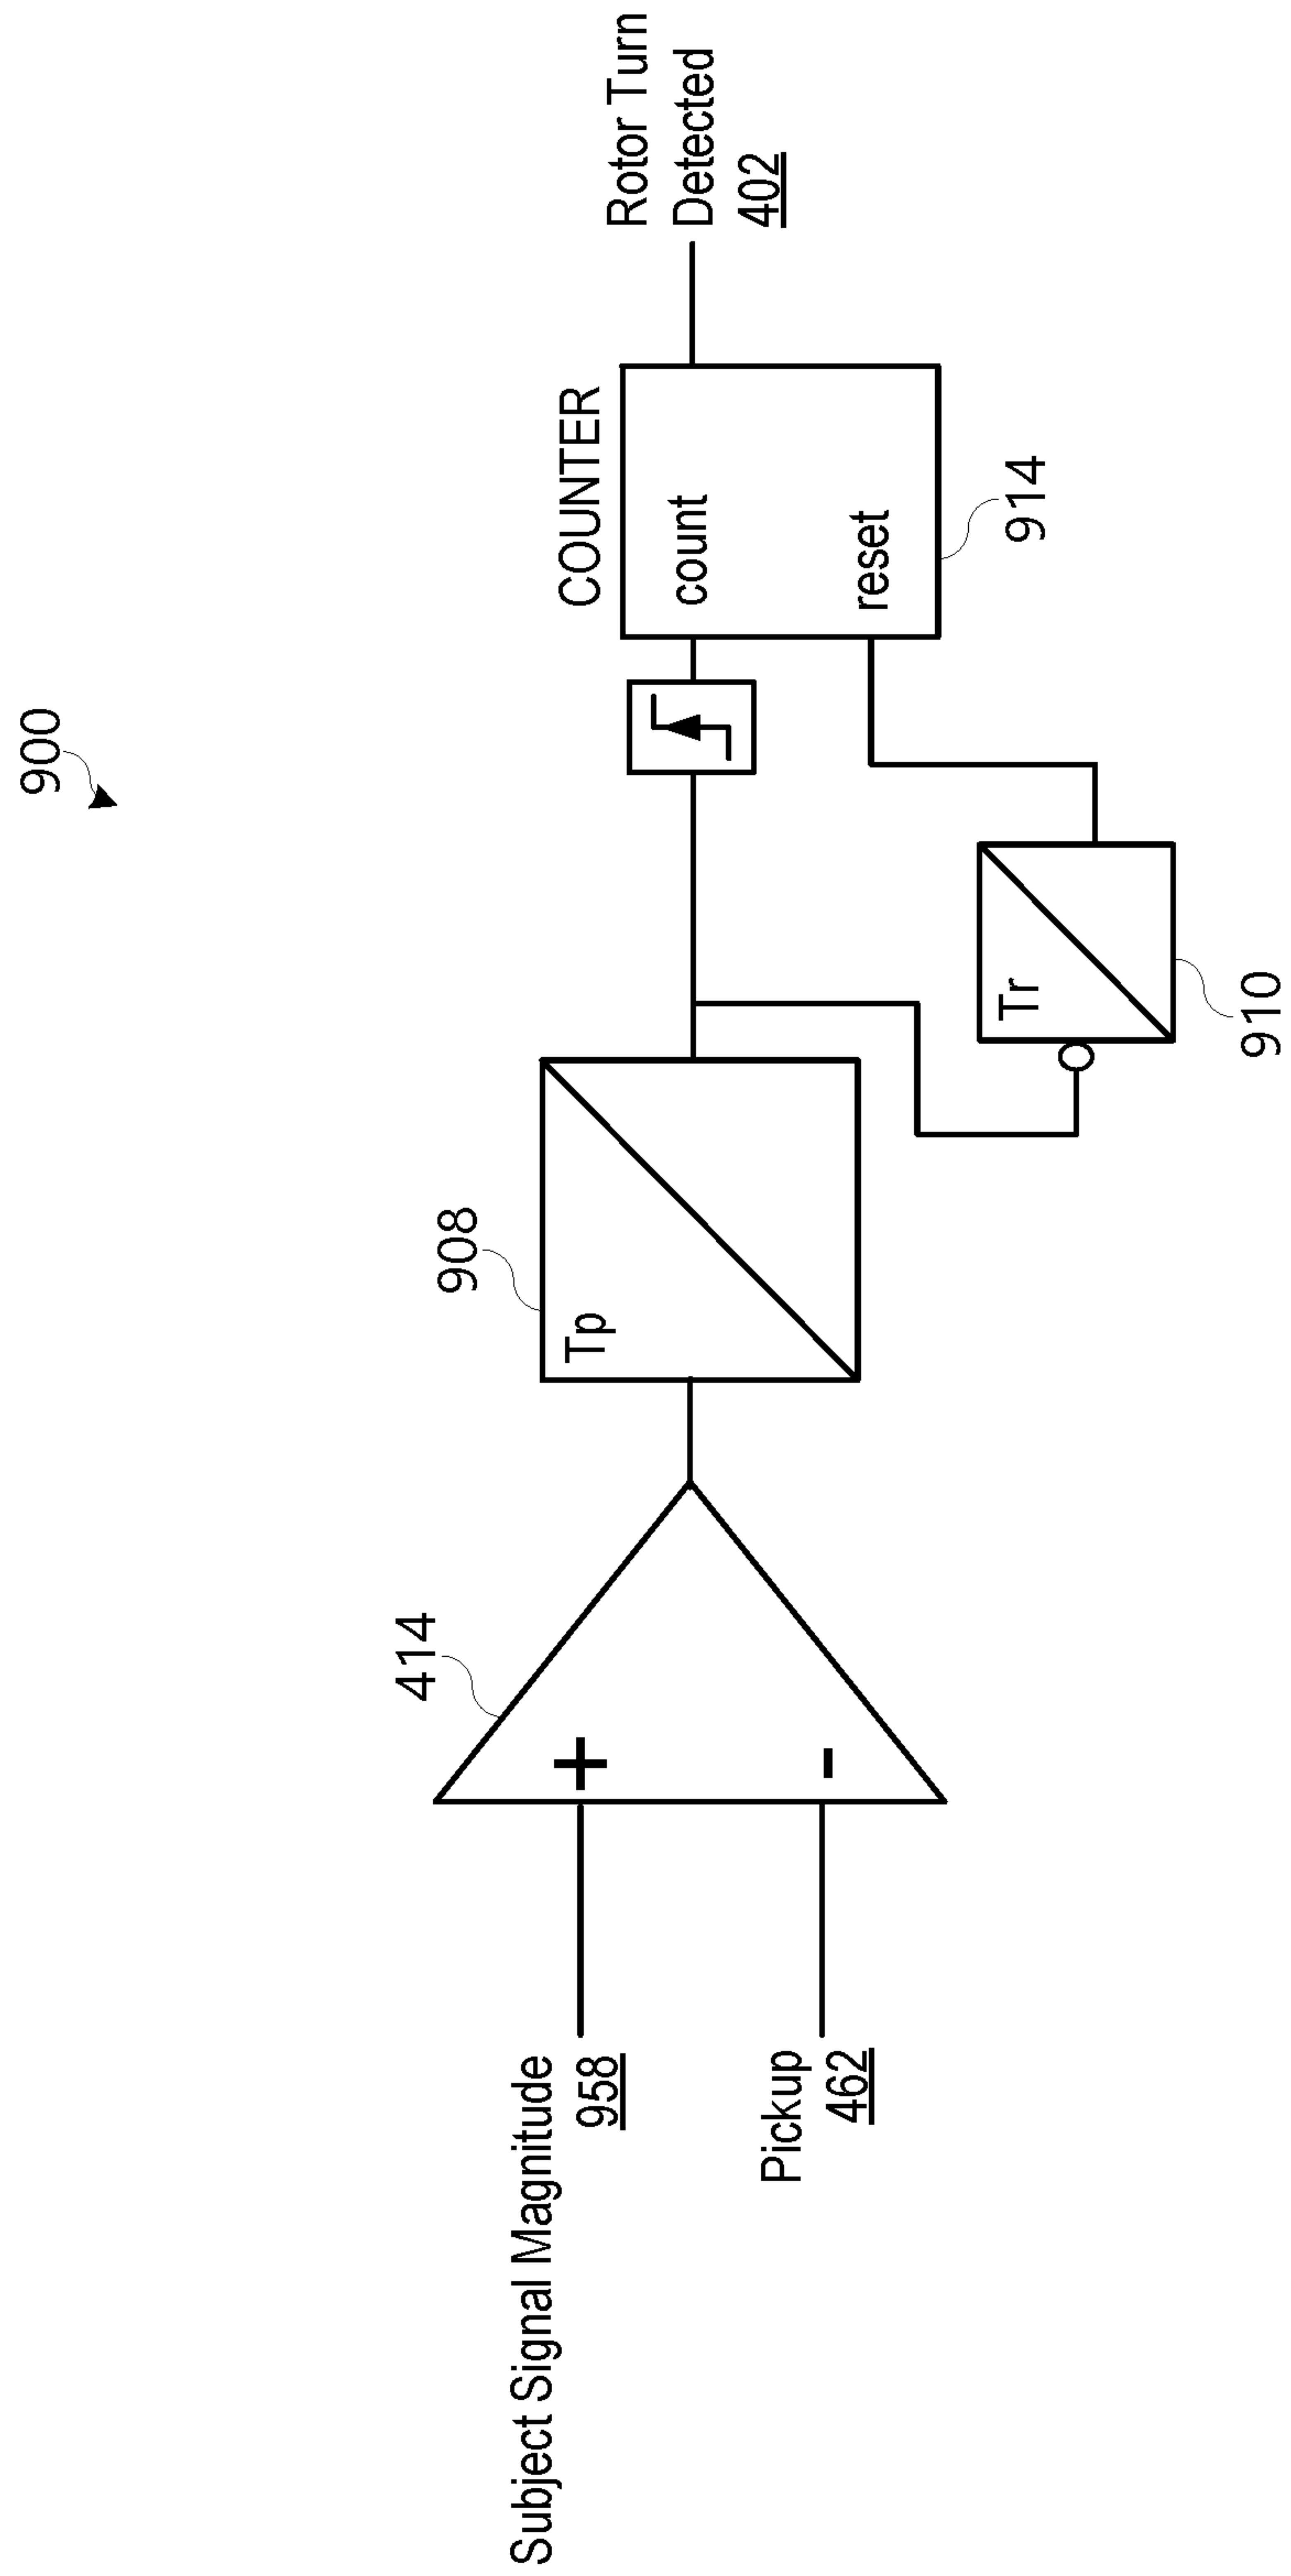 900
Subject Signal Magnitude
958
Pickup
462
414
+
-
908
Tp
Tr
910
COUNTER
count
reset
914
Rotor Turn
Detected
402